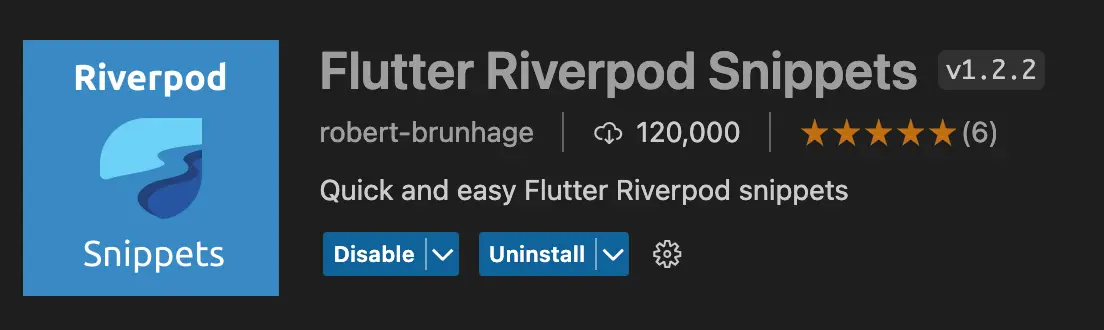 Riverpod
Snippets
Flutter Riverpod Snippets v1.2.2
robert-brunhage 120,000 ★★★★★(6)
Quick and easy Flutter Riverpod snippets
Disable Uninstall